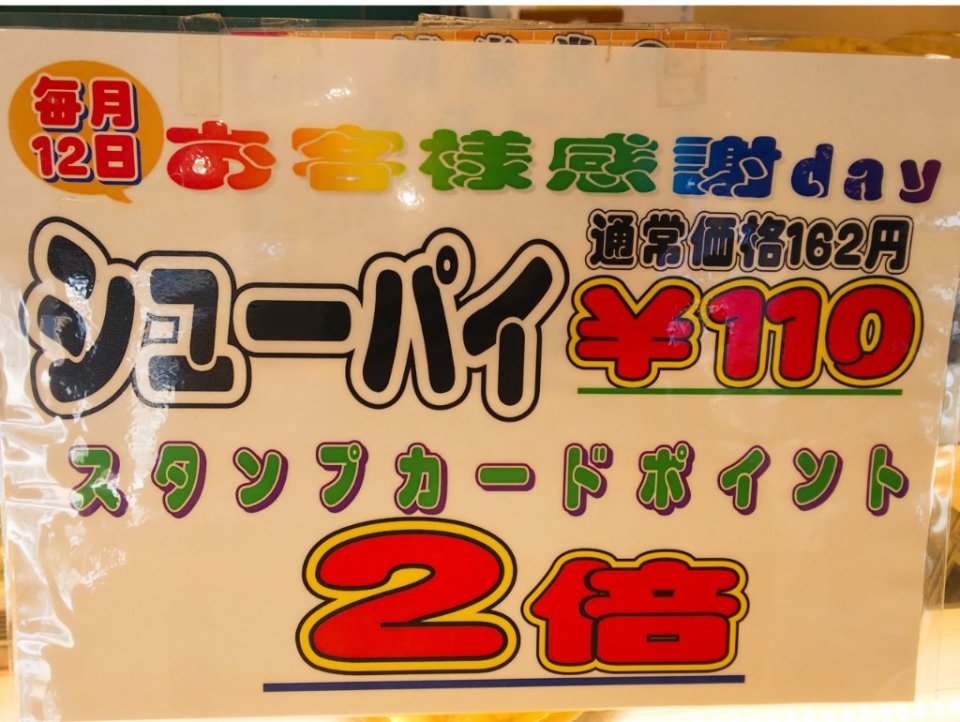 毎月
12日
お客様感謝day
通常価格162円
シューパイ ¥110
スタンプカードポイント
2倍